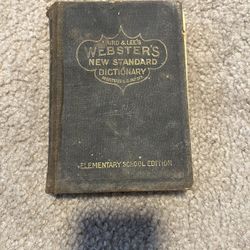 LAIRD & LEE'S
WEBSTER'S
NEW STANDARD
DICTIONARY
ELEMENTARY SCHOOL EDITION